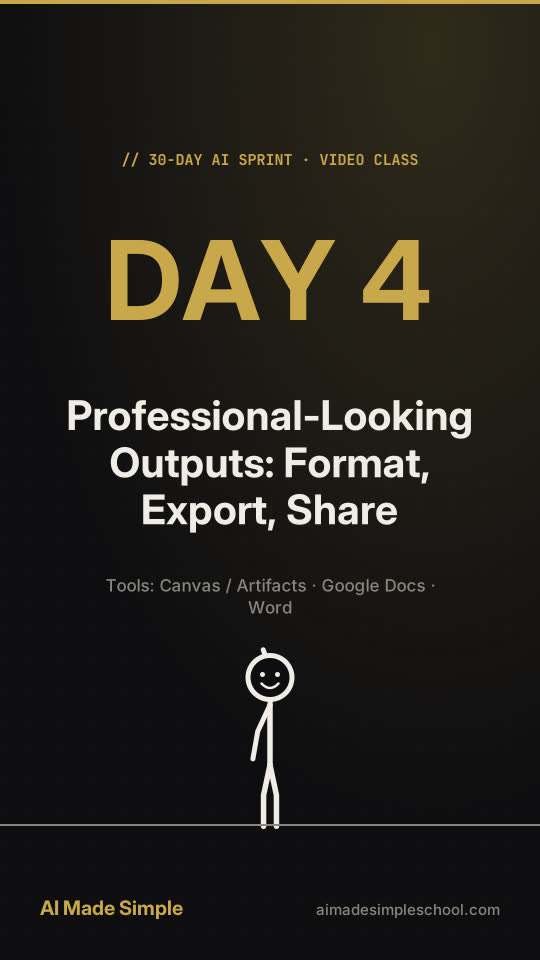 // 30-DAY AI SPRINT · VIDEO CLASS
DAY 4
Professional-Looking
Outputs: Format,
Export, Share
Tools: Canvas / Artifacts · Google Docs ·
Word
AI Made Simple
aimadesimpleschool.com